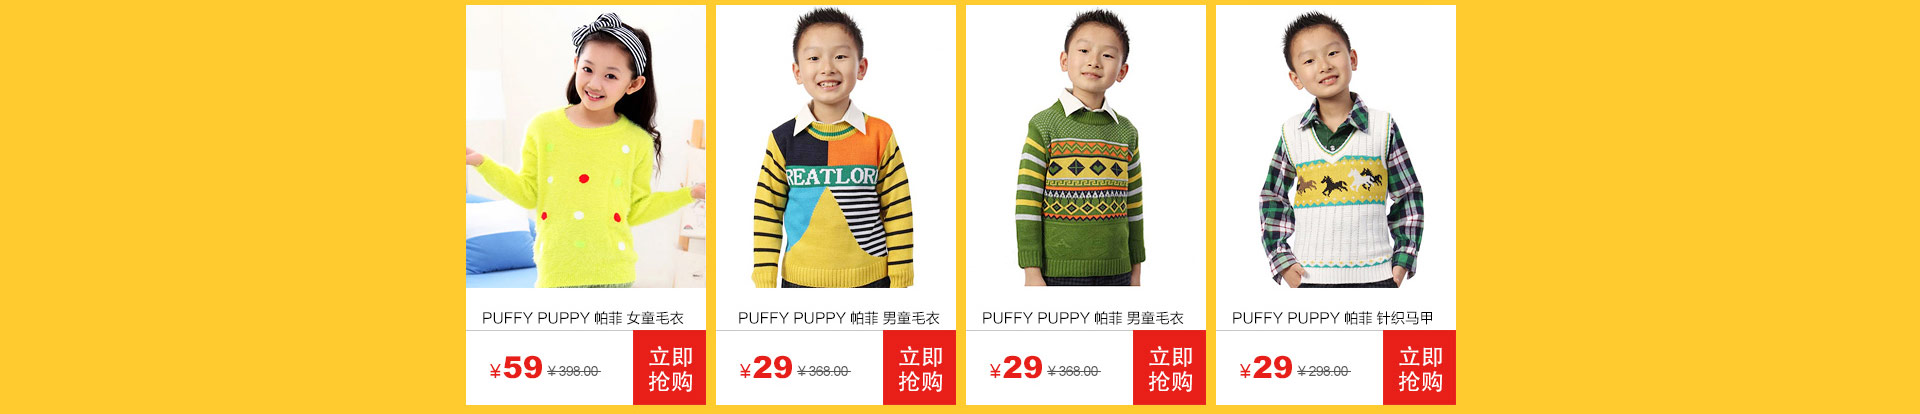 REATLOR
PUFFY PUPPY 帕菲 女童毛衣
¥59 ¥398.00
立即
抢购
PUFFY PUPPY 帕菲 男童毛衣
¥29 ¥368.00
立即
抢购
PUFFY PUPPY 帕菲 男童毛衣
¥29 ¥368.00
立即
抢购
PUFFY PUPPY 帕菲 针织马甲
¥29 ¥298.00
立即
抢购